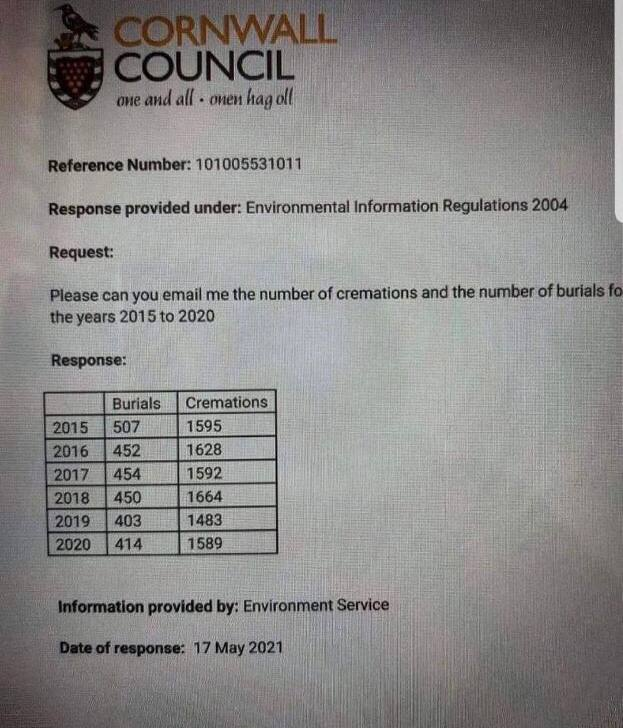 CORNWALL
COUNCIL
one and all • onen hag oll
Reference Number: 101005531011
Response provided under: Environmental Information Regulations 2004
Request:
Please can you email me the number of cremations and the number of burials fo
the years 2015 to 2020
Response:
Burials Cremations
2015 507 1595
2016 452 1628
2017 454 1592
2018 450 1664
2019 403 1483
2020 414 1589
Information provided by: Environment Service
Date of response: 17 May 2021